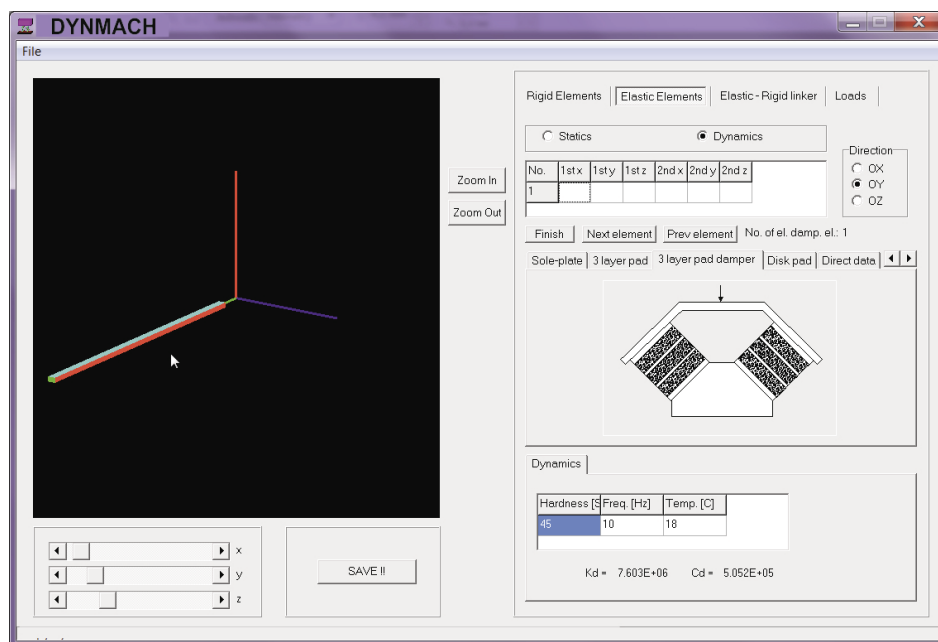 DYNMACH
File
Rigid Elements Elastic Elements Elastic - Rigid linker Loads
Statics Dynamics
Direction
OX
OY
OZ
No. 1st x 1st y 1st z 2nd x 2nd y 2nd z
1
Zoom In
Zoom Out
Finish Next element Prev element No. of el. damp. el.: 1
Sole-plate 3 layer pad 3 layer pad damper Disk pad Direct data
Dynamics
Hardness [S Freq. [Hz] Temp. [C]
45 10 18
Kd = 7.603E+06 Cd = 5.052E+05
x
y
z
SAVE !!